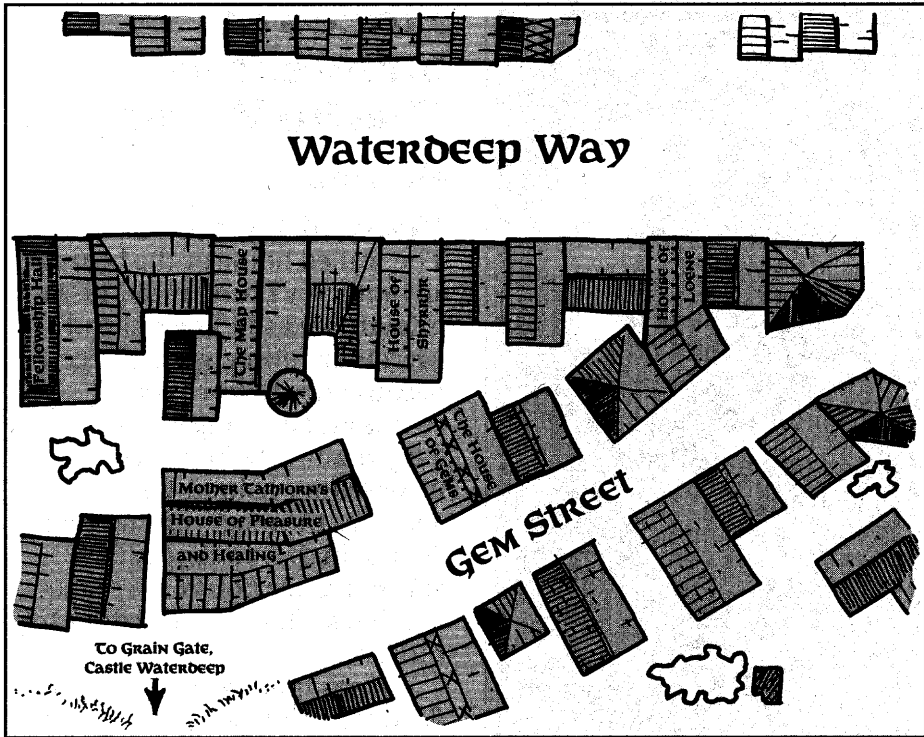 Waterdeep Way
Fellowship Hall
The Map House
House of
Shyrrhr
House of
Loene
The House
of Gems
Mother Tathlorn's
House of Pleasure
and Healing
Gem Street
To Grain Gate,
Castle Waterdeep